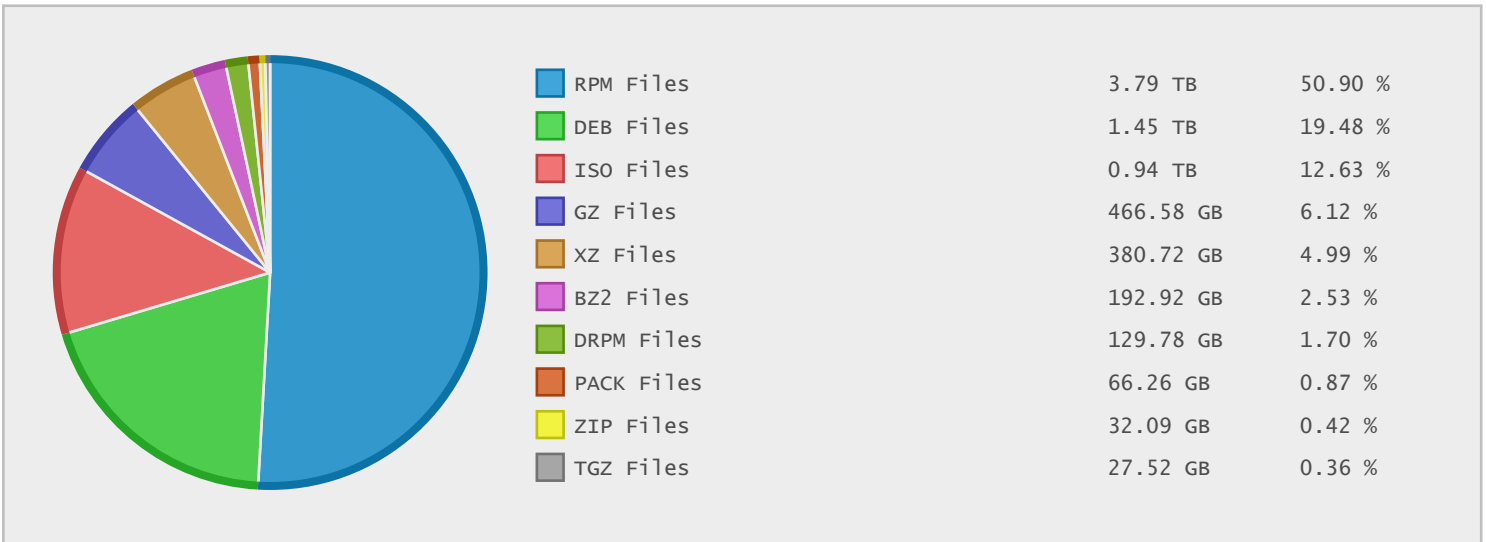 RPM Files 3.79 TB 50.90 %
DEB Files 1.45 TB 19.48 %
ISO Files 0.94 TB 12.63 %
GZ Files 466.58 GB 6.12 %
XZ Files 380.72 GB 4.99 %
BZ2 Files 192.92 GB 2.53 %
DRPM Files 129.78 GB 1.70 %
PACK Files 66.26 GB 0.87 %
ZIP Files 32.09 GB 0.42 %
TGZ Files 27.52 GB 0.36 %